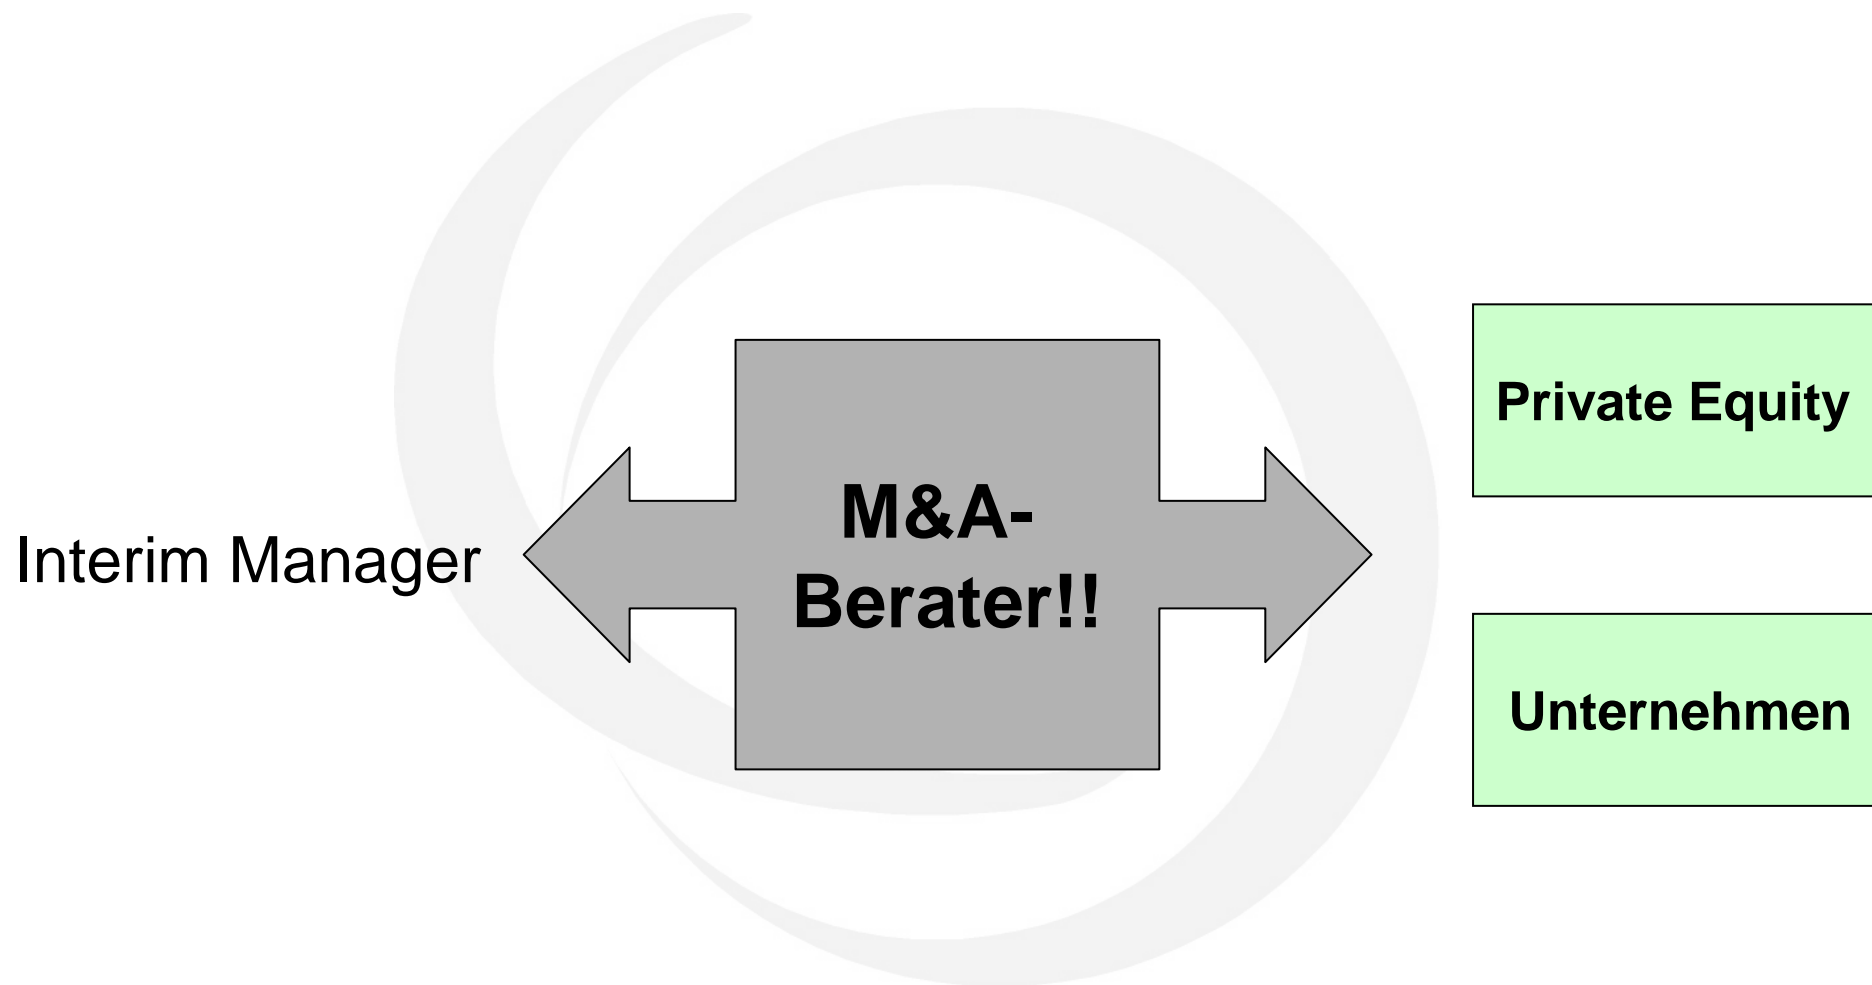 Interim Manager
M&A-
Berater!!
Private Equity
Unternehmen